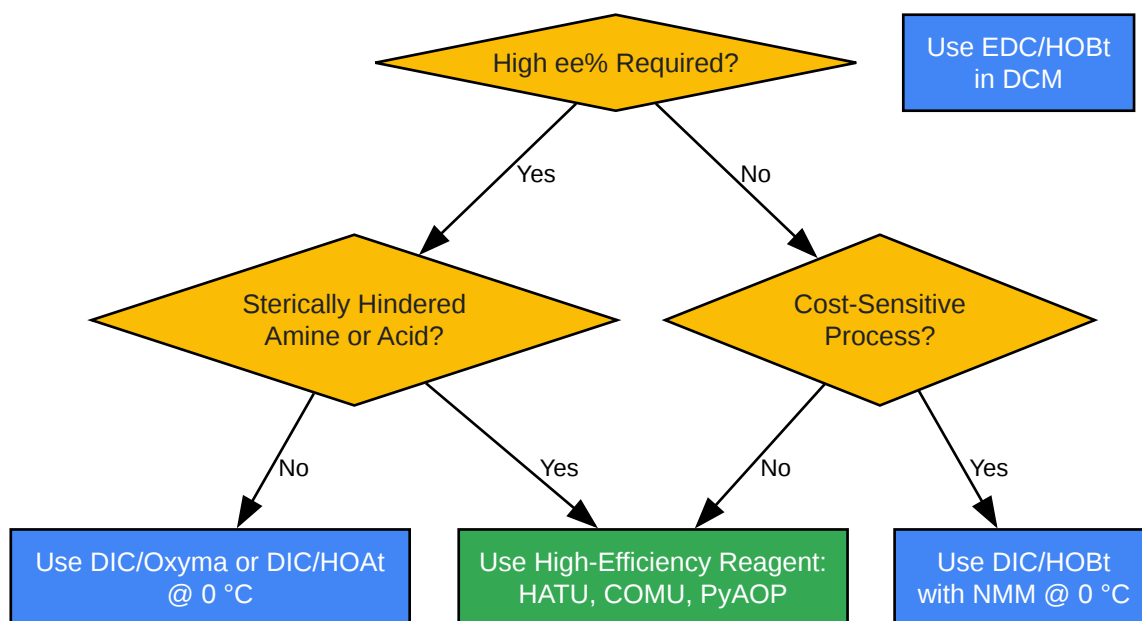 High ee% Required?
Use EDC/HOBt
in DCM
Yes
No
Sterically Hindered
Amine or Acid?
Cost-Sensitive
Process?
No
Yes
No
Yes
Use DIC/Oxyma or DIC/HOAt
@ 0 °C
Use High-Efficiency Reagent:
HATU, COMU, PyAOP
Use DIC/HOBt
with NMM @ 0 °C